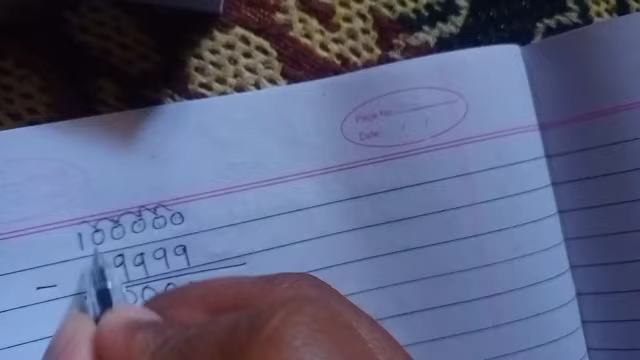 Page No.
Date: / /
100000
- 9999